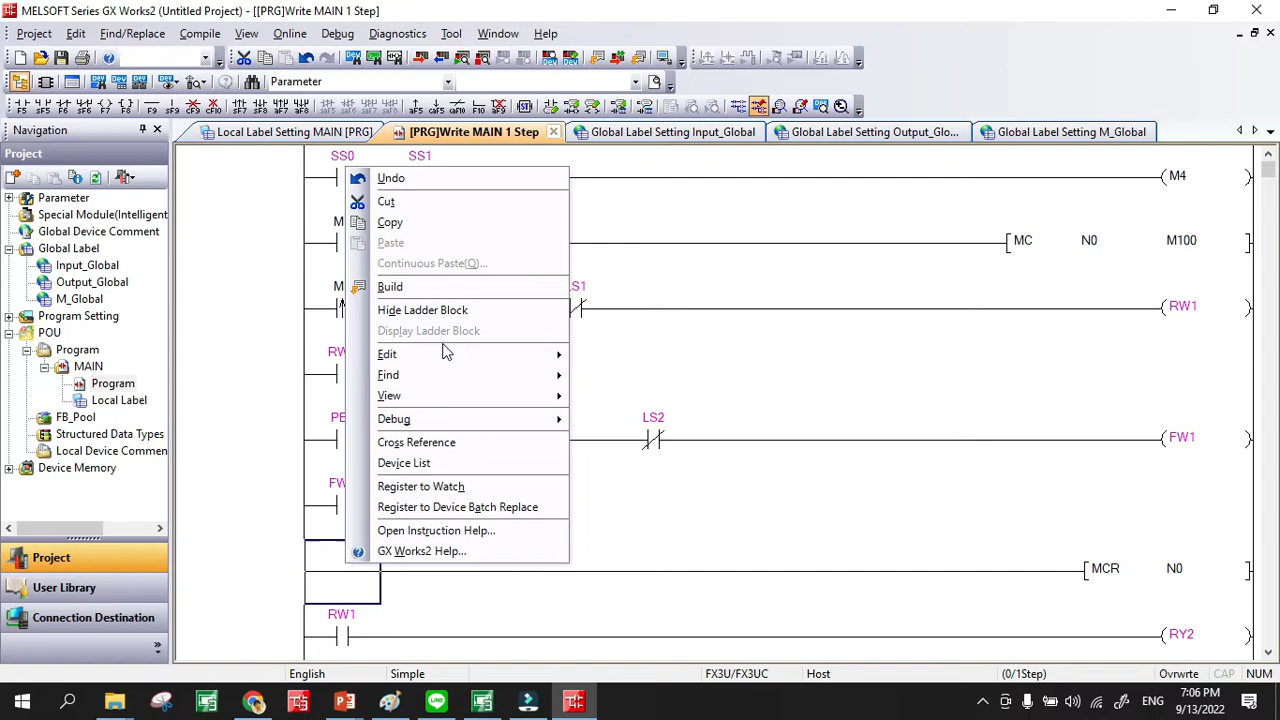 MELSOFT Series GX Works2 (Untitled Project) - [[PRG]Write MAIN 1 Step]
Project Edit Find/Replace Compile View Online Debug Diagnostics Tool Window Help
Parameter
Navigation
Local Label Setting MAIN [PRG]
[PRG]Write MAIN 1 Step
Global Label Setting Input_Global
Global Label Setting Output_Glo...
Global Label Setting M_Global
Project
Parameter
Special Module(Intelligent
Global Device Comment
Global Label
Input_Global
Output_Global
M_Global
Program Setting
POU
Program
MAIN
Program
Local Label
FB_Pool
Structured Data Types
Local Device Commen
Device Memory
Project
User Library
Connection Destination
SS0 SS1
M4
M
MC N0 M100
M
S1
RW1
RW
PB
LS2
FW1
FW
MCR N0
RW1
RY2
Undo
Cut
Copy
Paste
Continuous Paste(Q)...
Build
Hide Ladder Block
Display Ladder Block
Edit
Find
View
Debug
Cross Reference
Device List
Register to Watch
Register to Device Batch Replace
Open Instruction Help...
GX Works2 Help...
English Simple FX3U/FX3UC Host (0/1Step) Ovrwrte CAP NUM
ENG
7:06 PM
9/13/2022